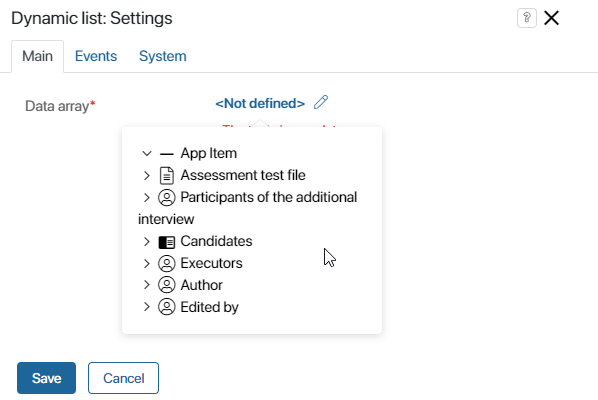 Dynamic list: Settings
?
Main Events System
Data array*
<Not defined>
App Item
Assessment test file
Participants of the additional
interview
Candidates
Executors
Author
Edited by
Save Cancel